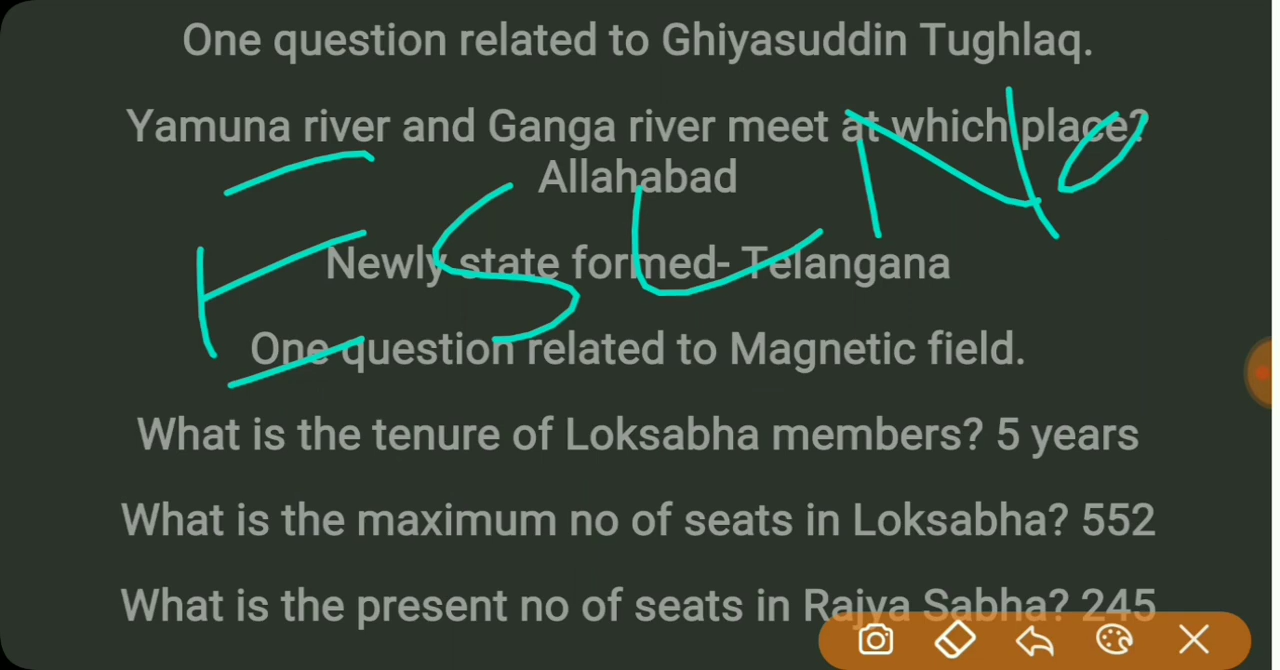 One question related to Ghiyasuddin Tughlaq.
Yamuna river and Ganga river meet at which place?
Allahabad
Newly state formed- Telangana
One question related to Magnetic field.
What is the tenure of Loksabha members? 5 years
What is the maximum no of seats in Loksabha? 552
What is the present no of seats in Rajya Sabha? 245